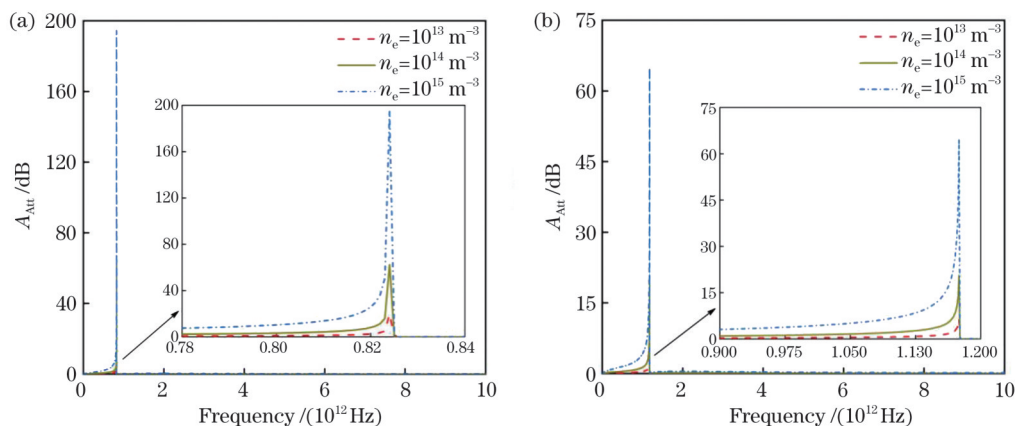 (a)
200
160
120
80
40
0
A_Att /dB
n_e=10^13 m^-3
n_e=10^14 m^-3
n_e=10^15 m^-3
200
160
120
80
40
0
0.78 0.80 0.82 0.84
0 2 4 6 8 10
Frequency /(10^12 Hz)
(b)
75
60
45
30
15
0
A_Att /dB
n_e=10^13 m^-3
n_e=10^14 m^-3
n_e=10^15 m^-3
75
60
45
30
15
0
0.900 0.975 1.050 1.130 1.200
0 2 4 6 8 10
Frequency /(10^12 Hz)